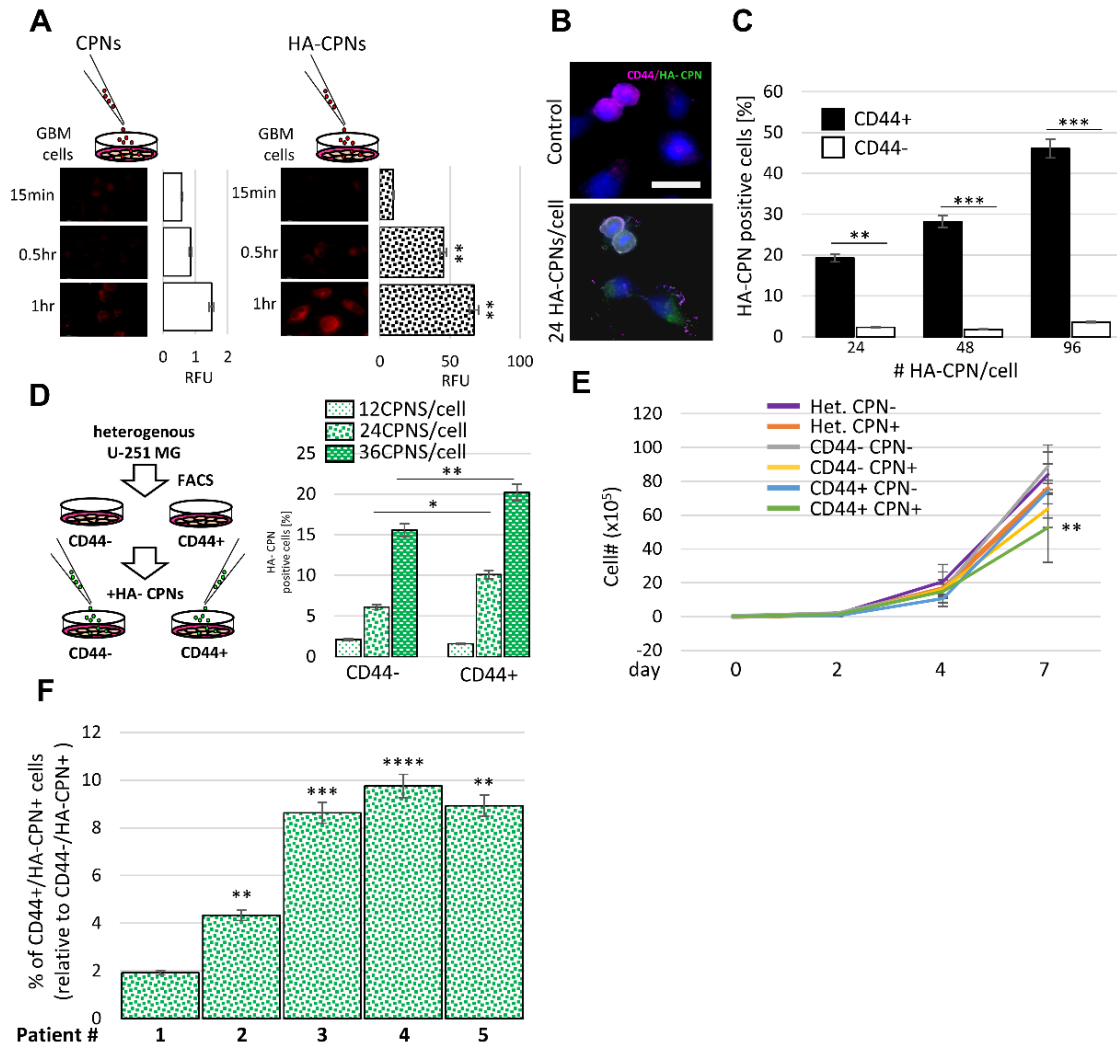 A
CPNs
HA-CPNs
GBM
cells
GBM
cells
15min
0.5hr
1hr
15min
0.5hr
1hr
**
**
0 1 2
RFU
0 50 100
RFU
B
CD44/HA- CPN
Control
24 HA-CPNs/cell
C
HA-CPN positive cells [%]
60
50
40
30
20
10
0
CD44+
CD44-
**
***
***
24 48 96
# HA-CPN/cell
D
heterogenous
U-251 MG
FACS
CD44- CD44+
+HA- CPNs
CD44- CD44+
12CPNS/cell
24CPNS/cell
36CPNS/cell
HA- CPN
positive cells [%]
25
20
15
10
5
0
**
*
CD44- CD44+
E
Cell# (x10⁵)
120
100
80
60
40
20
0
-20
Het. CPN-
Het. CPN+
CD44- CPN-
CD44- CPN+
CD44+ CPN-
CD44+ CPN+
**
day 0 2 4 7
F
% of CD44+/HA-CPN+ cells
(relative to CD44-/HA-CPN+ )
12
10
8
6
4
2
0
**
***
****
**
Patient # 1 2 3 4 5